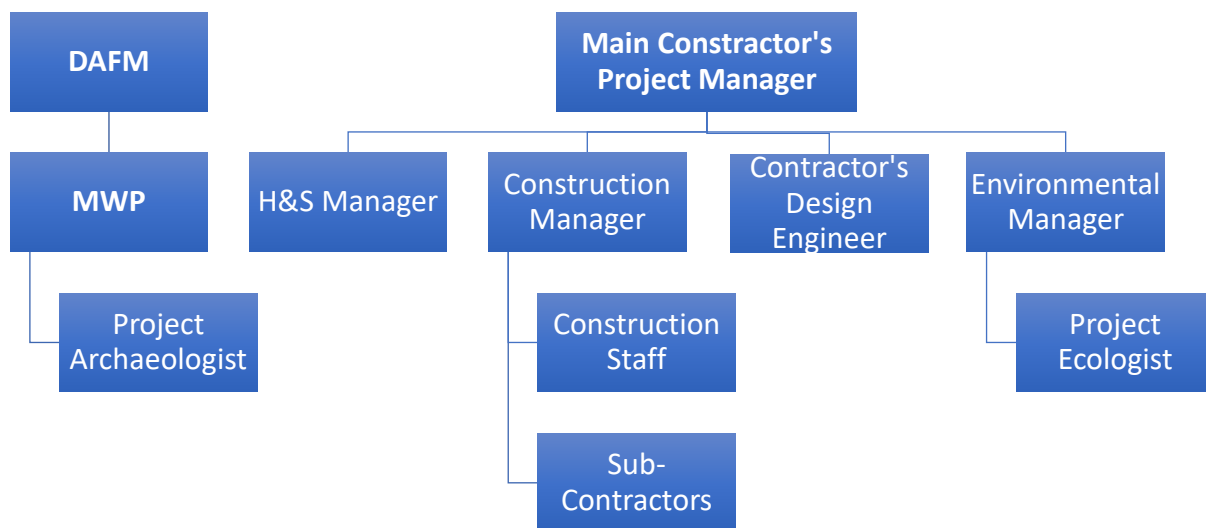 DAFM
Main Constractor's
Project Manager
MWP
H&S Manager
Construction
Manager
Contractor's
Design
Engineer
Environmental
Manager
Project
Archaeologist
Construction
Staff
Project
Ecologist
Sub-
Contractors